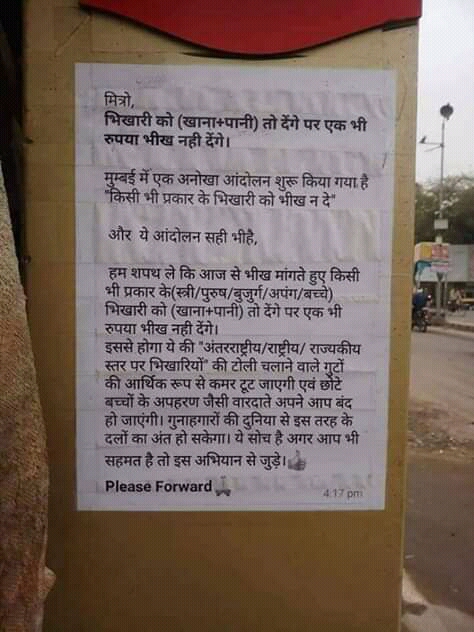 मित्रो,
भिखारी को (खाना+पानी) तो देंगे पर एक भी
रुपया भीख नही देंगे।
मुम्बई में एक अनोखा आंदोलन शुरू किया गया है
"किसी भी प्रकार के भिखारी को भीख न दे"
और ये आंदोलन सही भीहै,
हम शपथ ले कि आज से भीख मांगते हुए किसी
भी प्रकार के(स्त्री/पुरुष/बुजुर्ग/अपंग/बच्चे)
भिखारी को (खाना+पानी) तो देंगे पर एक भी
रुपया भीख नही देंगे।
इससे होगा ये की "अंतरराष्ट्रीय/राष्ट्रीय/ राज्यकीय
स्तर पर भिखारियों" की टोली चलाने वाले गुटों
की आर्थिक रूप से कमर टूट जाएगी एवं छोटे
बच्चों के अपहरण जैसी वारदाते अपने आप बंद
हो जाएंगी। गुनाहगारों की दुनिया से इस तरह के
दलों का अंत हो सकेगा। ये सोच है अगर आप भी
सहमत है तो इस अभियान से जुड़े।👍
Please Forward🙏
4:17 pm